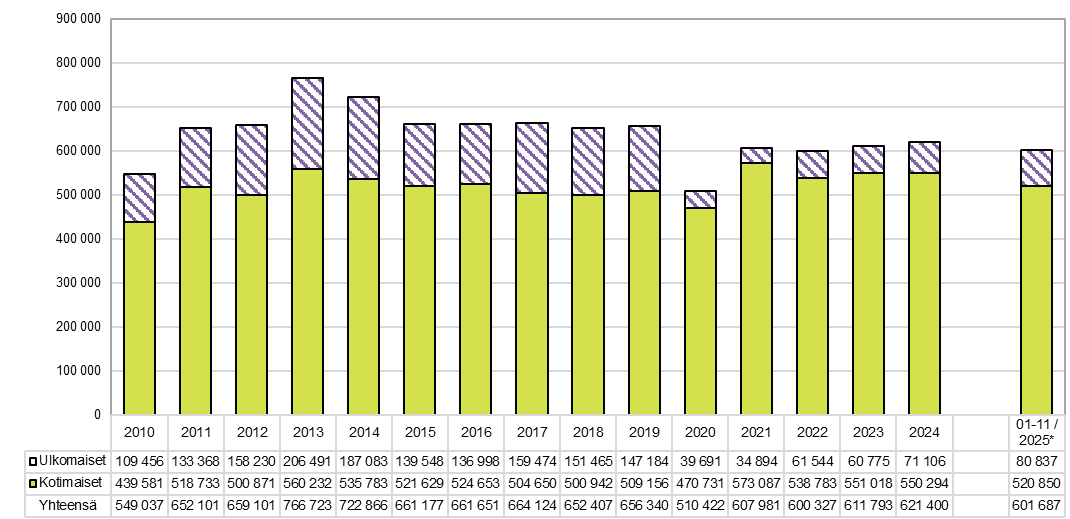 900 000
800 000
700 000
600 000
500 000
400 000
300 000
200 000
100 000
0
2010 2011 2012 2013 2014 2015 2016 2017 2018 2019 2020 2021 2022 2023 2024 01-11 /
2025*
Ulkomaiset 109 456 133 368 158 230 206 491 187 083 139 548 136 998 159 474 151 465 147 184 39 691 34 894 61 544 60 775 71 106 80 837
Kotimaiset 439 581 518 733 500 871 560 232 535 783 521 629 524 653 504 650 500 942 509 156 470 731 573 087 538 783 551 018 550 294 520 850
Yhteensä 549 037 652 101 659 101 766 723 722 866 661 177 661 651 664 124 652 407 656 340 510 422 607 981 600 327 611 793 621 400 601 687